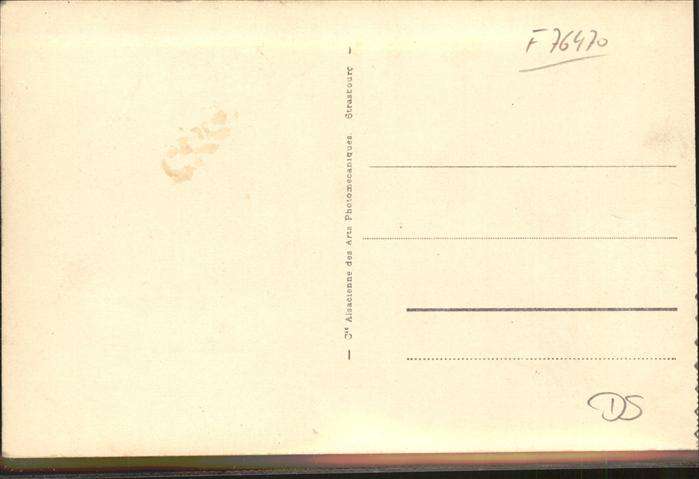 F 76470
— Cie Alsacienne des Arts Photomécaniques. Strasbourg —
DS